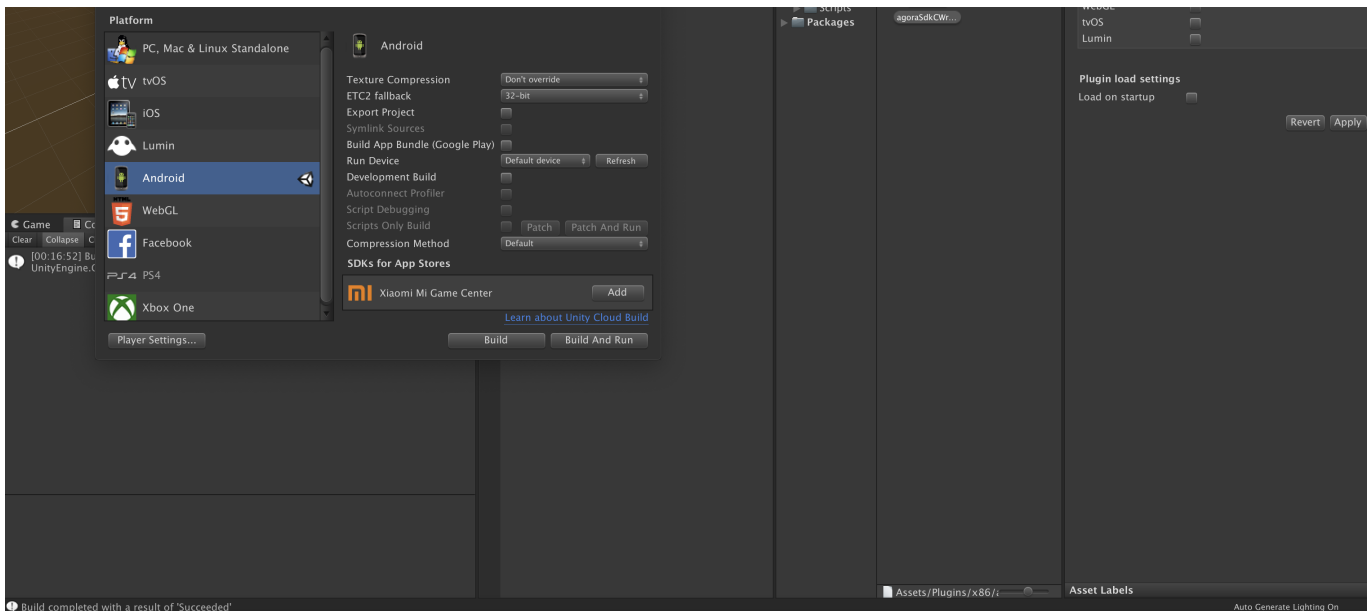 Platform
PC, Mac & Linux Standalone
tvOS
iOS
Lumin
Android
WebGL
Facebook
PS4
Xbox One
Player Settings...
Android
Texture Compression Don't override
ETC2 fallback 32-bit
Export Project
Symlink Sources
Build App Bundle (Google Play)
Run Device Default device Refresh
Development Build
Autoconnect Profiler
Script Debugging
Scripts Only Build Patch Patch And Run
Compression Method Default
SDKs for App Stores
Xiaomi Mi Game Center Add
Learn about Unity Cloud Build
Build Build And Run
Game
Clear Collapse
[00:16:52] Bu
UnityEngine.
Build completed with a result of 'Succeeded'
Scripts
Packages
agoraSdkCWr...
Assets/Plugins/x86/
WebGL
tvOS
Lumin
Plugin load settings
Load on startup
Revert Apply
Asset Labels
Auto Generate Lighting On